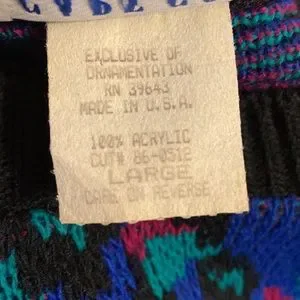 EXCLUSIVE OF
ORNAMENTATION
RN 39643
MADE IN U.S.A.
100% ACRYLIC
CUT# 86-0512
LARGE
CARE ON REVERSE